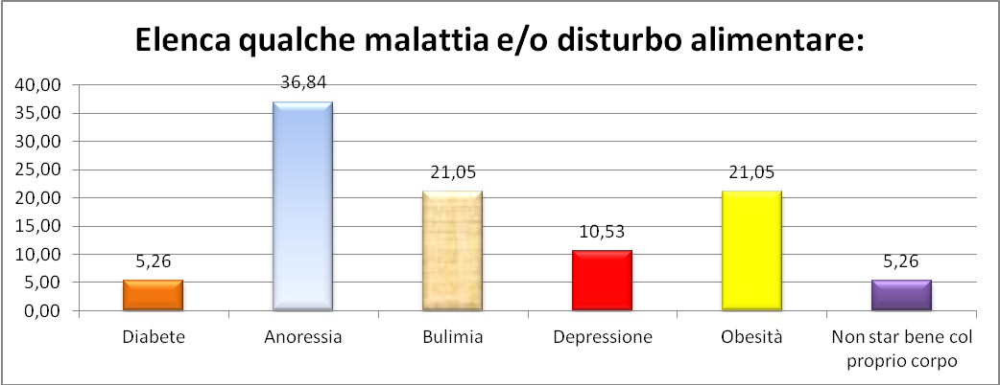 Elenca qualche malattia e/o disturbo alimentare:
40,00
35,00
30,00
25,00
20,00
15,00
10,00
5,00
0,00
5,26
36,84
21,05
10,53
21,05
5,26
Diabete
Anoressia
Bulimia
Depressione
Obesità
Non star bene col
proprio corpo